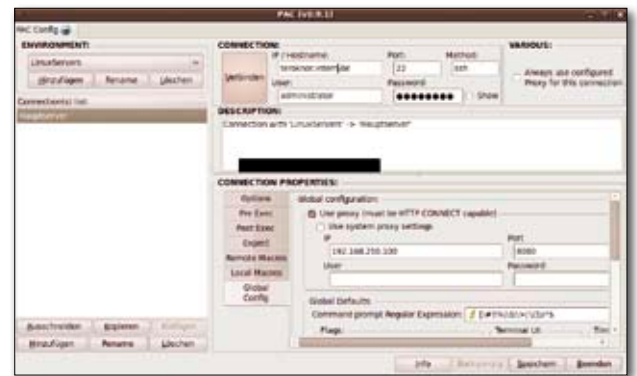 PAC [v0.9.1]
PAC Config
ENVIRONMENT:
LinuxServers
Hinzufügen Rename Löschen
Connection(s) list:
Hauptserver
Ausschneiden Kopieren Einfügen
Hinzufügen Rename Löschen
CONNECTION:
Verbinden
IP / Hostname: Port: Method:
22 ssh
User: Password:
administrator ●●●●●●●● Show
VARIOUS:
Always use configured
Proxy for this connection
DESCRIPTION:
Connection with 'LinuxServers' -> 'Hauptserver'
CONNECTION PROPERTIES:
Options
Pre Exec
Post Exec
Expect
Remote Macros
Local Macros
Global
Config
Global configuration:
Use proxy (must be HTTP CONNECT capable)
Use system proxy settings
IP Port
192.168.250.100 8080
User Password
Global Defaults
Command prompt Regular Expression:
Flags: Terminal UI:
Info Speichern Beenden